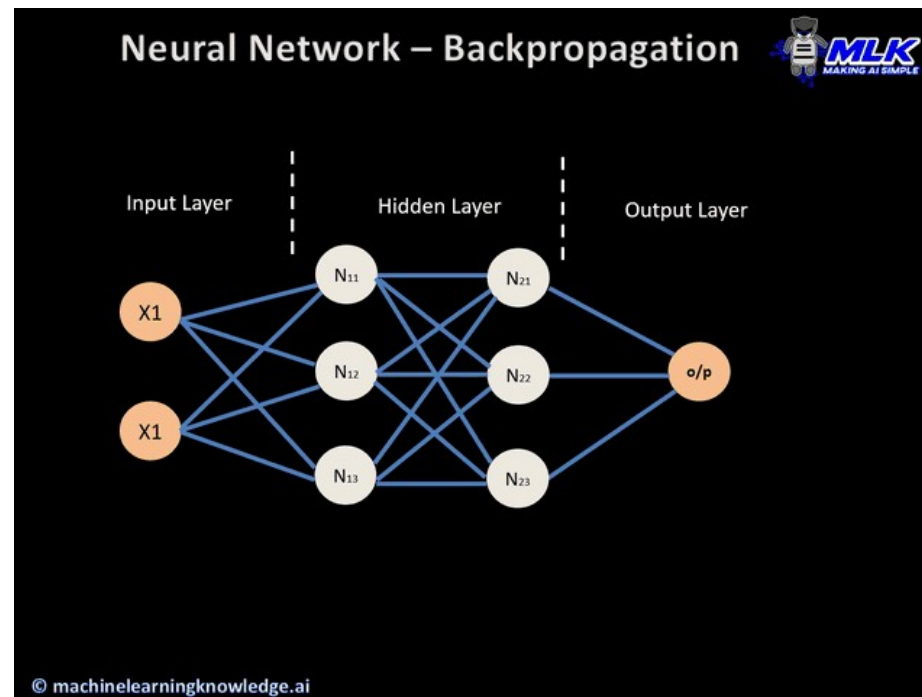 Neural Network – Backpropagation
MLK
MAKING AI SIMPLE
Input Layer
Hidden Layer
Output Layer
X1
X1
N11
N12
N13
N21
N22
N23
o/p
© machinelearningknowledge.ai